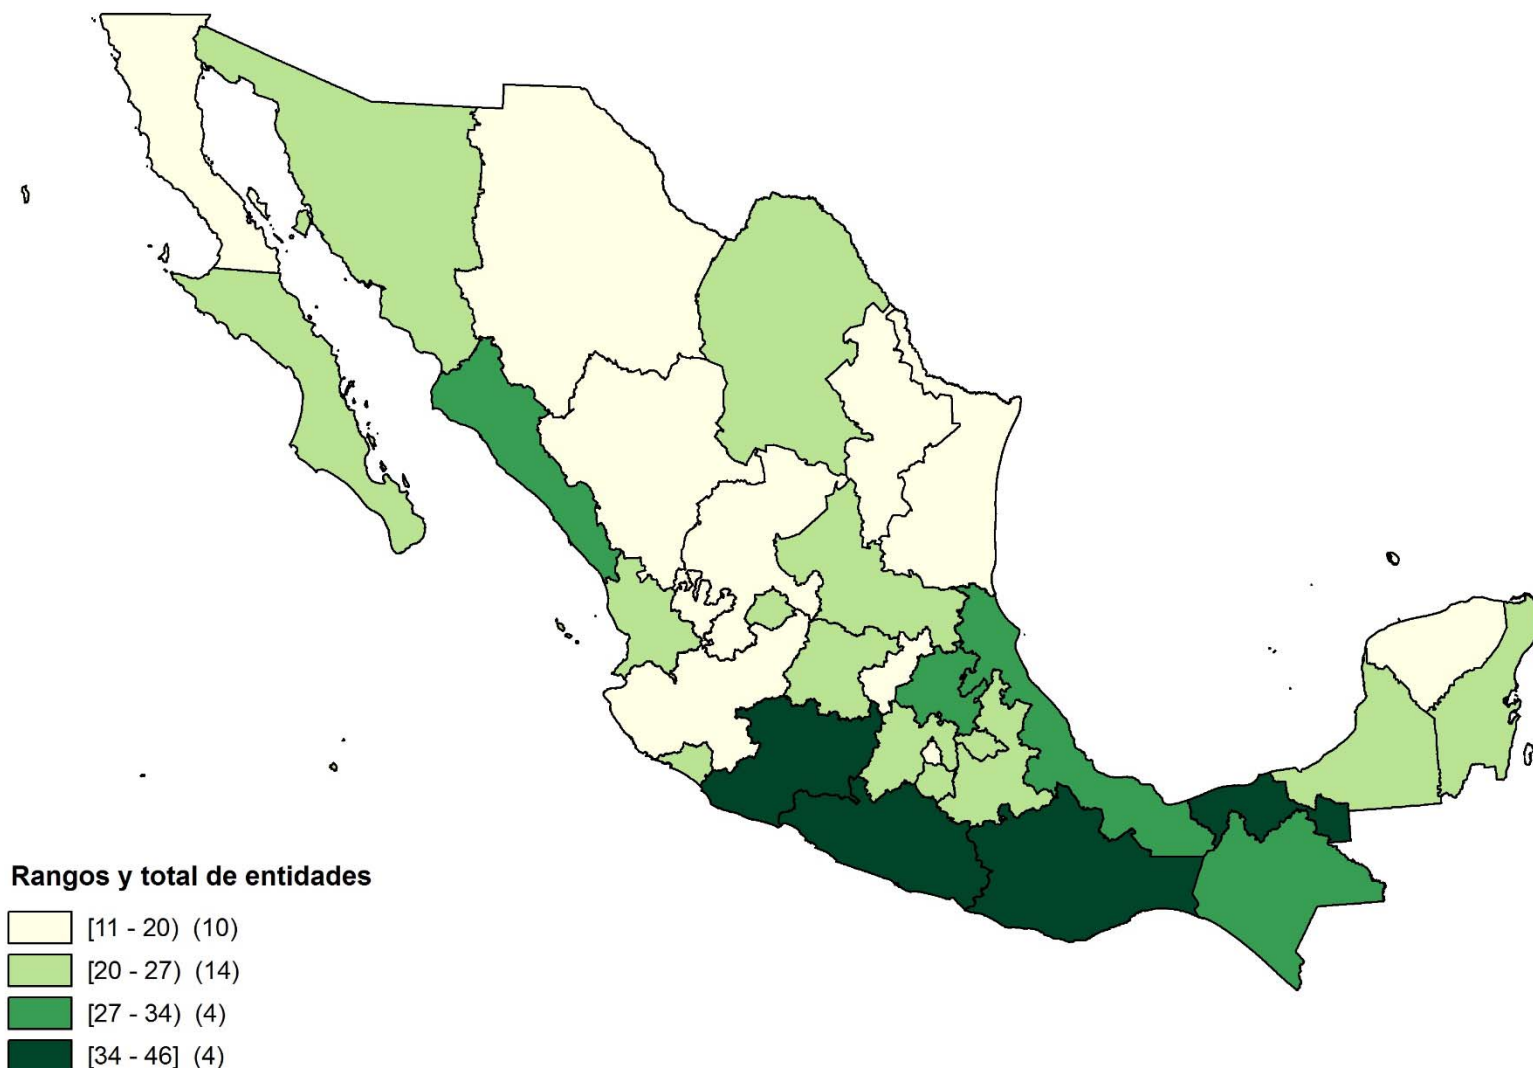 Rangos y total de entidades
[11 - 20) (10)
[20 - 27) (14)
[27 - 34) (4)
[34 - 46] (4)